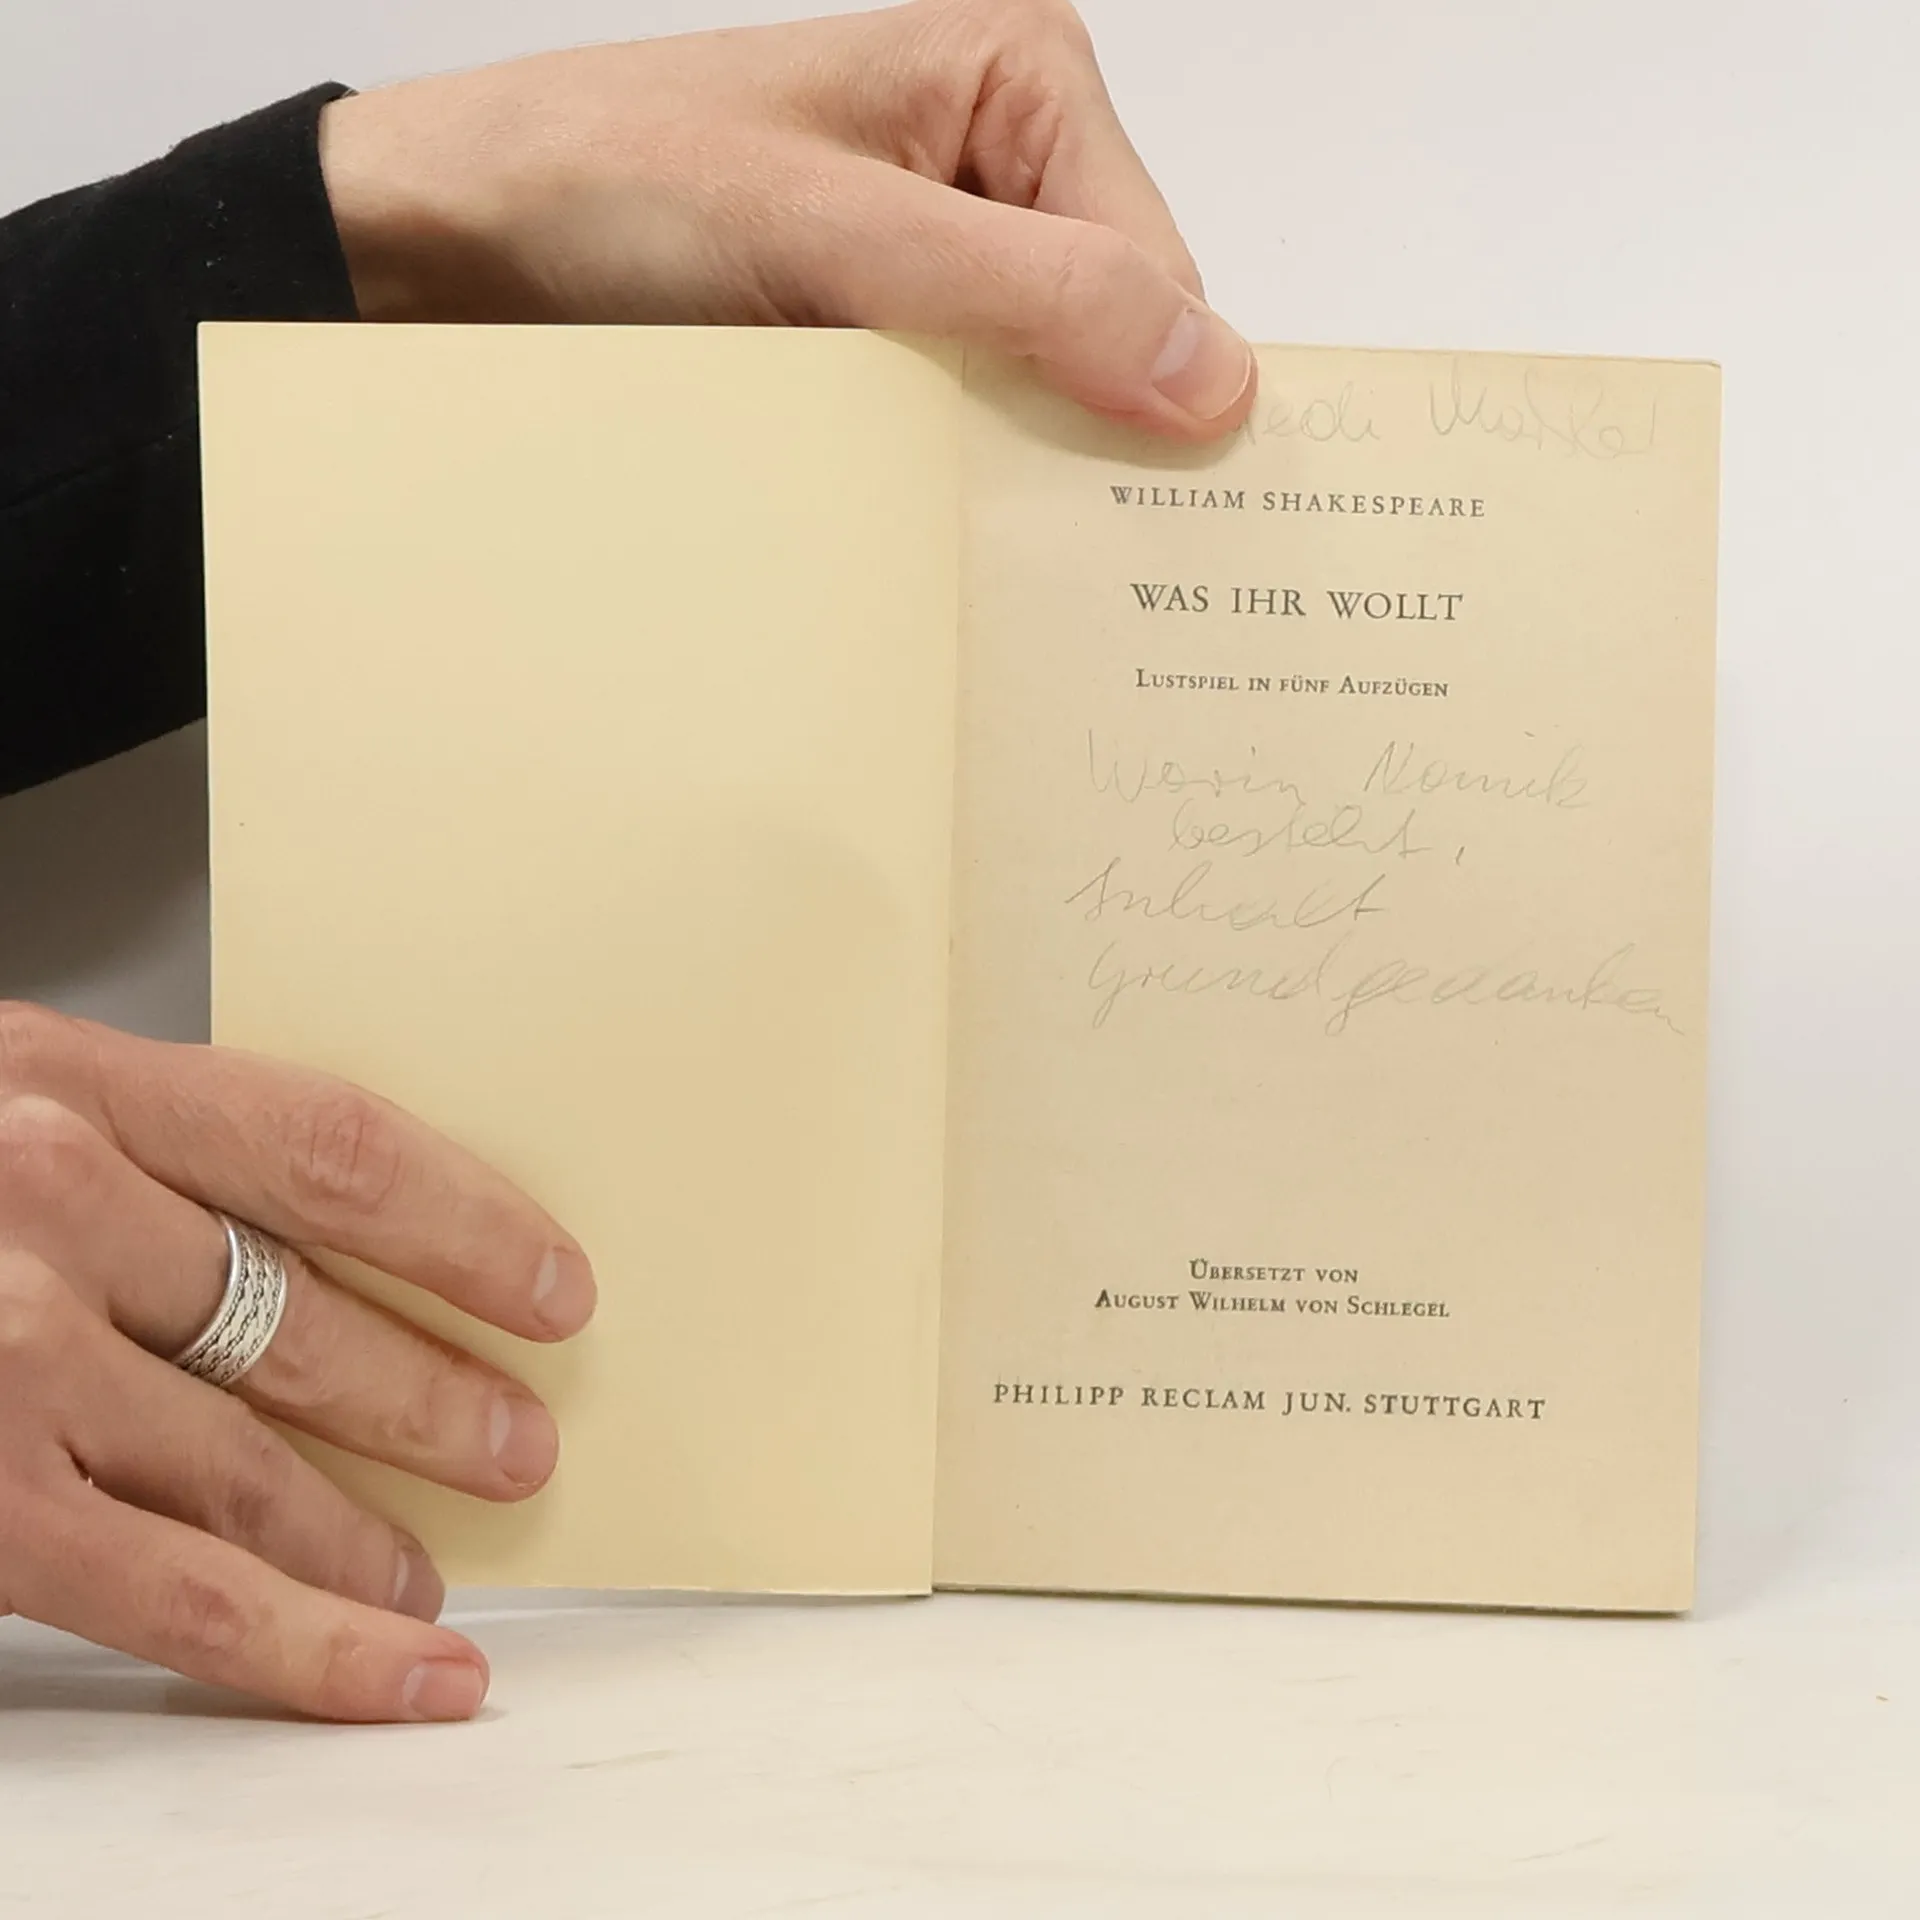 WILLIAM SHAKESPEARE
WAS IHR WOLLT
LUSTSPIEL IN FÜNF AUFZÜGEN
Worin Komik
besteht,
Inhalt
Grundgedanken
ÜBERSETZT VON
AUGUST WILHELM VON SCHLEGEL
PHILIPP RECLAM JUN. STUTTGART